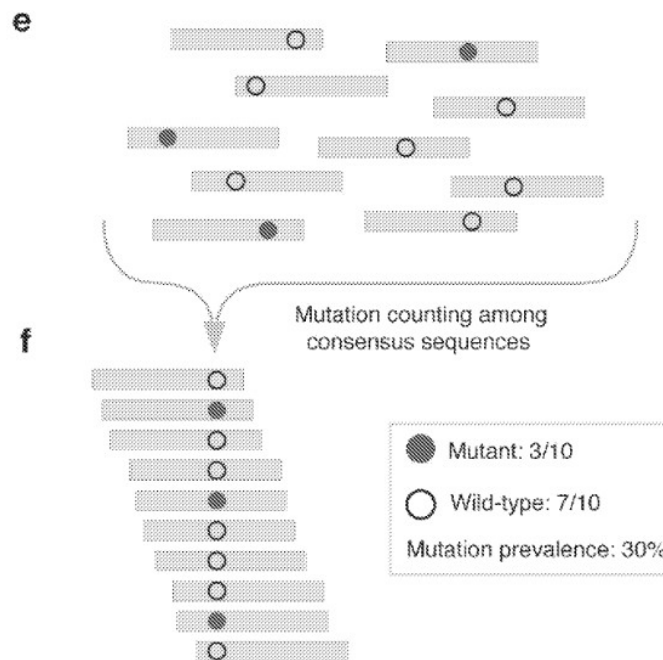 e
Mutation counting among
consensus sequences
f
Mutant: 3/10
Wild-type: 7/10
Mutation prevalence: 30%